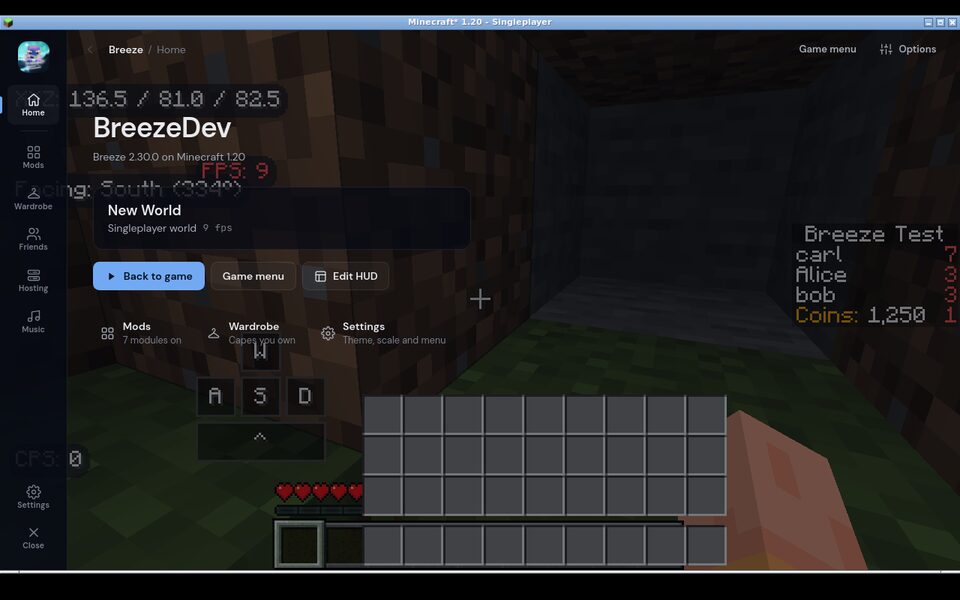 Minecraft* 1.20 - Singleplayer
Breeze / Home
Game menu
Options
Home
XYZ: 136.5 / 81.0 / 82.5
BreezeDev
Breeze 2.30.0 on Minecraft 1.20
FPS: 9
Mods
Facing: South (334°)
Wardrobe
New World
Singleplayer world 9 fps
Friends
Breeze Test
carl 7
Alice 3
bob 3
Coins: 1,250 1
Back to game
Game menu
Edit HUD
Hosting
Music
Mods
7 modules on
Wardrobe
Capes you own
Settings
Theme, scale and menu
W
A S D
^
CPS: 0
Settings
Close